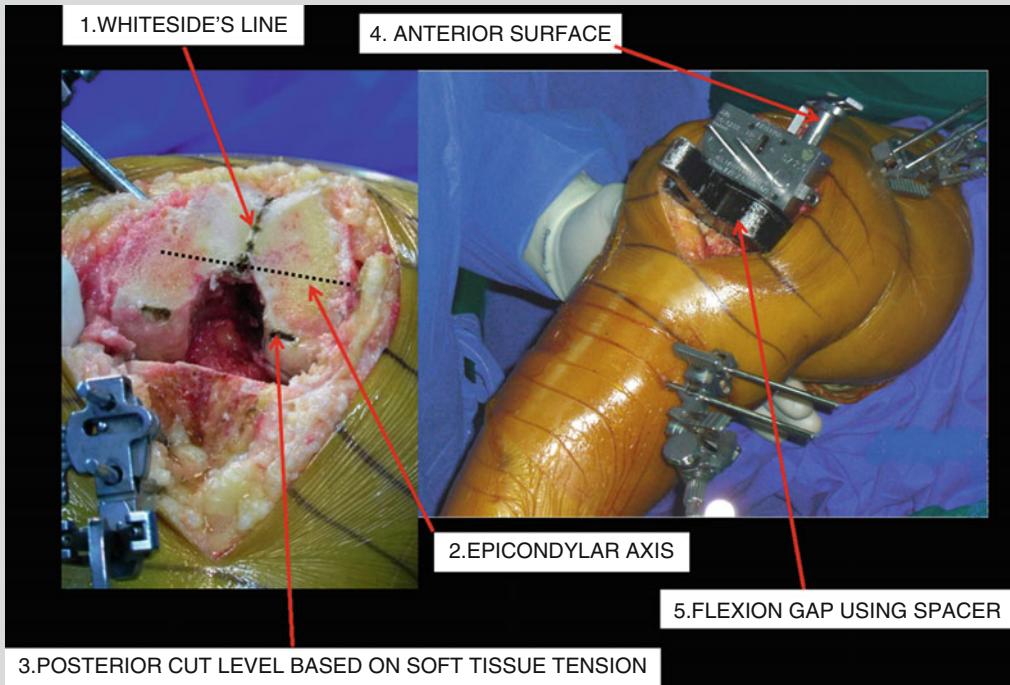 1.WHITESIDE'S LINE
4. ANTERIOR SURFACE
2.EPICONDYLAR AXIS
5.FLEXION GAP USING SPACER
3.POSTERIOR CUT LEVEL BASED ON SOFT TISSUE TENSION